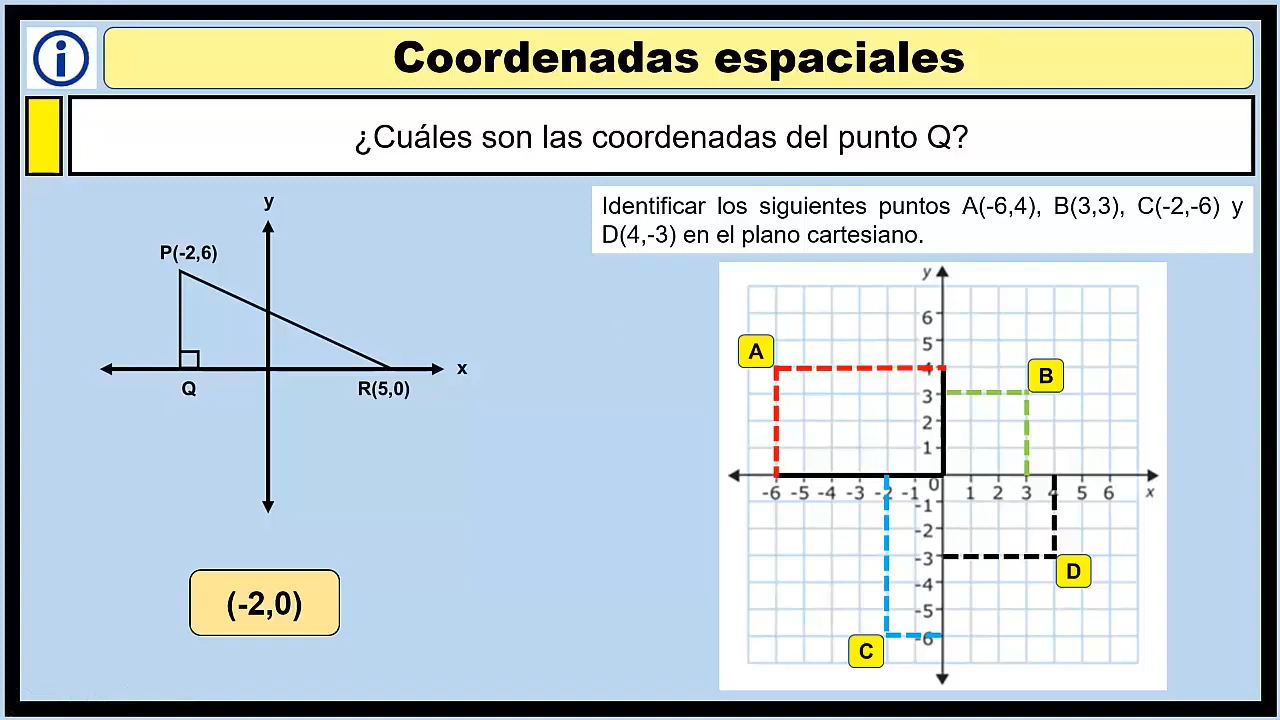 i
Coordenadas espaciales
¿Cuáles son las coordenadas del punto Q?
y
P(-2,6)
x
Q
R(5,0)
(-2,0)
Identificar los siguientes puntos A(-6,4), B(3,3), C(-2,-6) y
D(4,-3) en el plano cartesiano.
y
6
5
A
4
B
3
2
1
0
-6 -5 -4 -3 -2 -1 1 2 3 4 5 6 x
-1
-2
-3
D
-4
-5
-6
C